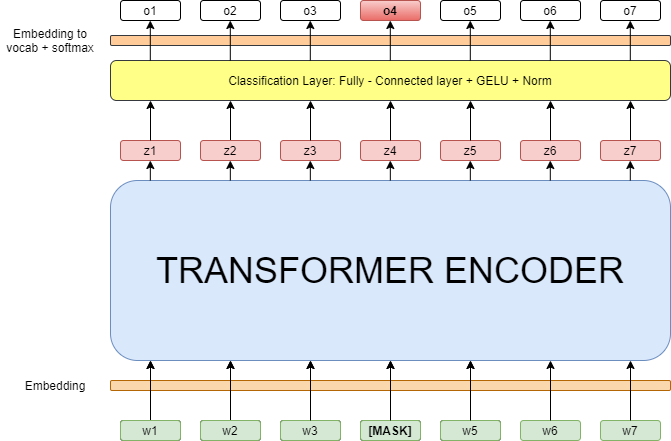 o1 o2 o3 o4 o5 o6 o7
Embedding to
vocab + softmax
Classification Layer: Fully - Connected layer + GELU + Norm
z1 z2 z3 z4 z5 z6 z7
TRANSFORMER ENCODER
Embedding
w1 w2 w3 [MASK] w5 w6 w7